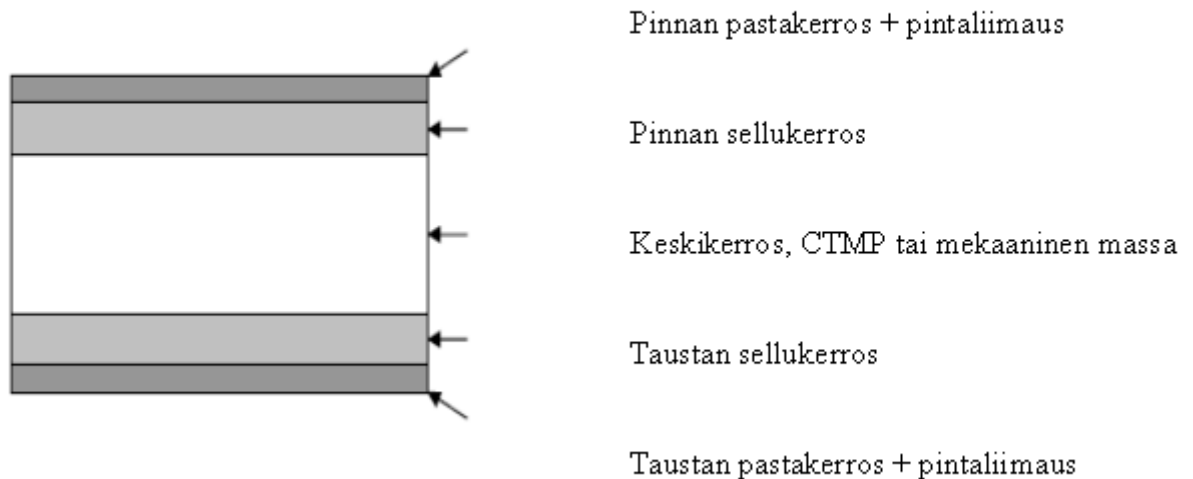 Pinnan pastakerros + pintaliimaus
Pinnan sellukerros
Keskikerros, CTMP tai mekaaninen massa
Taustan sellukerros
Taustan pastakerros + pintaliimaus